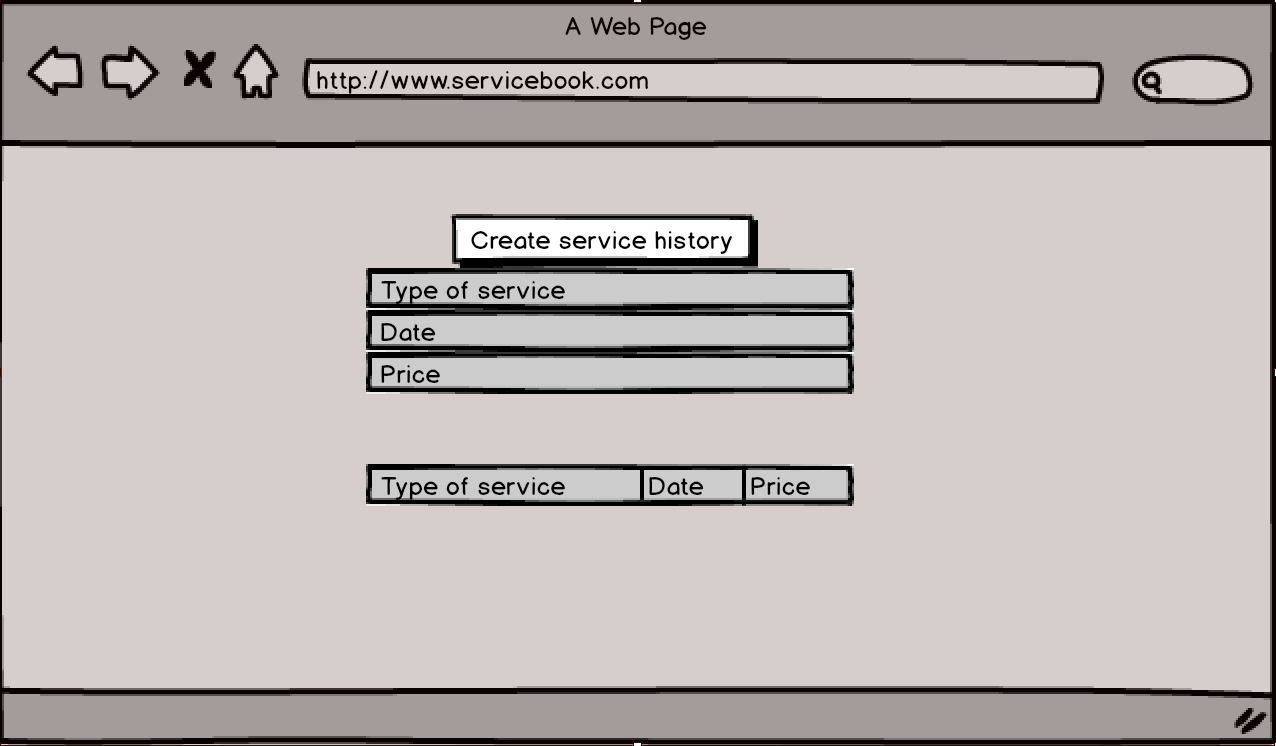 A Web Page
http://www.servicebook.com
Create service history
Type of service
Date
Price
Type of service Date Price